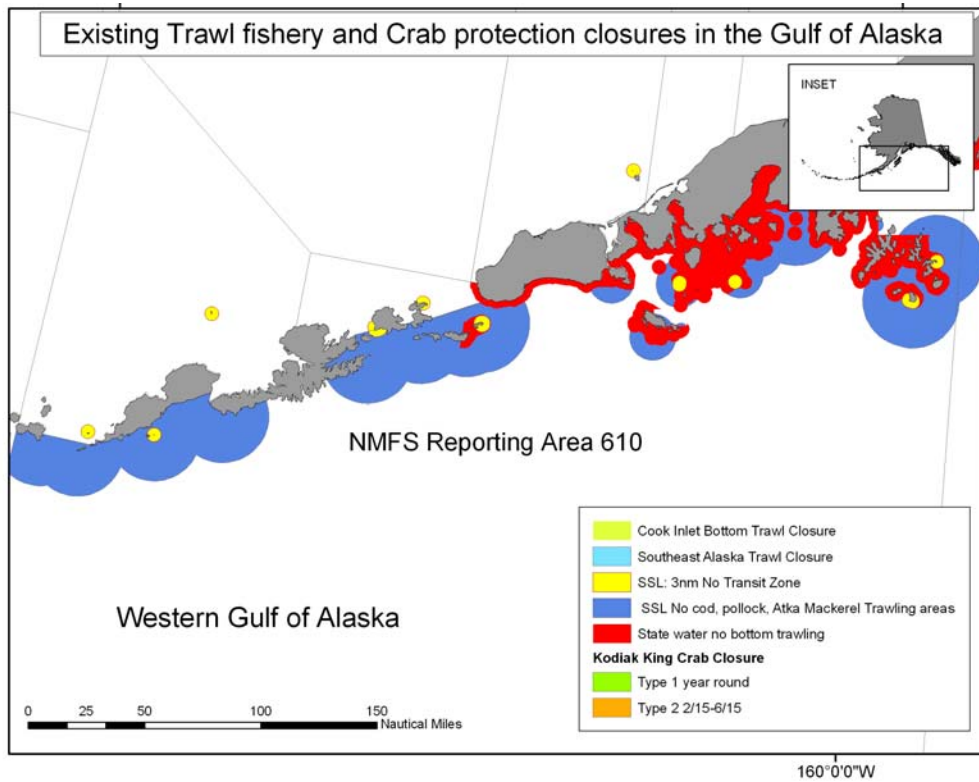 Existing Trawl fishery and Crab protection closures in the Gulf of Alaska
INSET
NMFS Reporting Area 610
Western Gulf of Alaska
Cook Inlet Bottom Trawl Closure
Southeast Alaska Trawl Closure
SSL: 3nm No Transit Zone
SSL No cod, pollock, Atka Mackerel Trawling areas
State water no bottom trawling
Kodiak King Crab Closure
Type 1 year round
Type 2 2/15-6/15
0 25 50 100 150
Nautical Miles
160°0'0"W